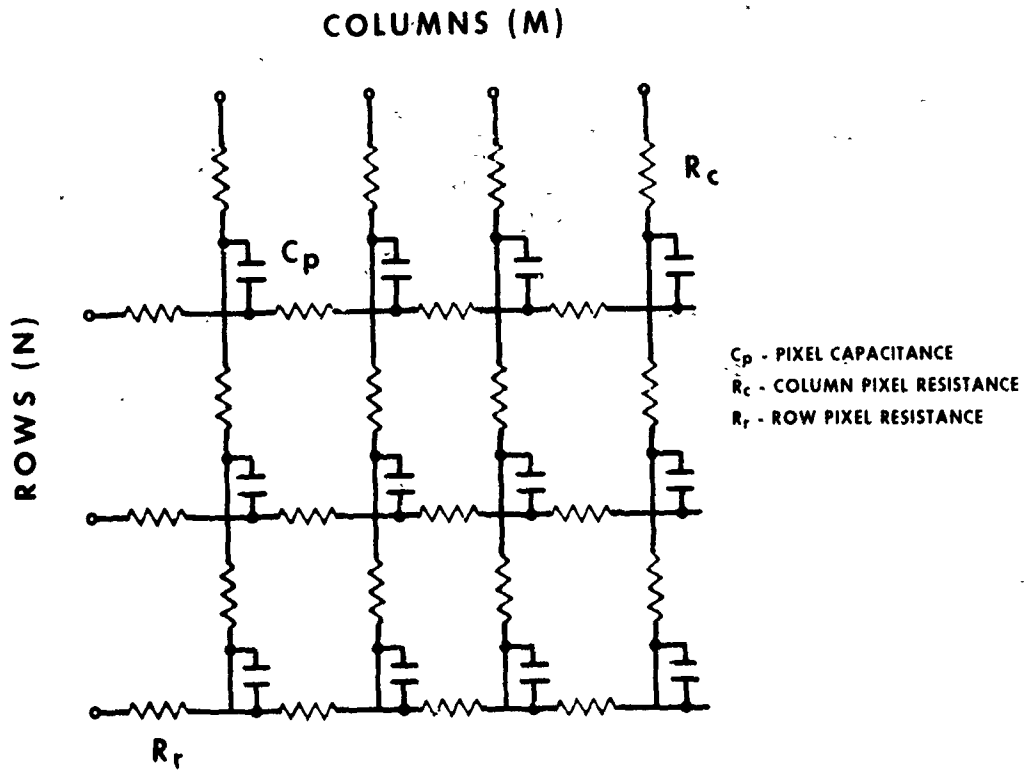 COLUMNS (M)
Rc
Cp
ROWS (N)
Cp - PIXEL CAPACITANCE
Rc - COLUMN PIXEL RESISTANCE
Rr - ROW PIXEL RESISTANCE
Rr